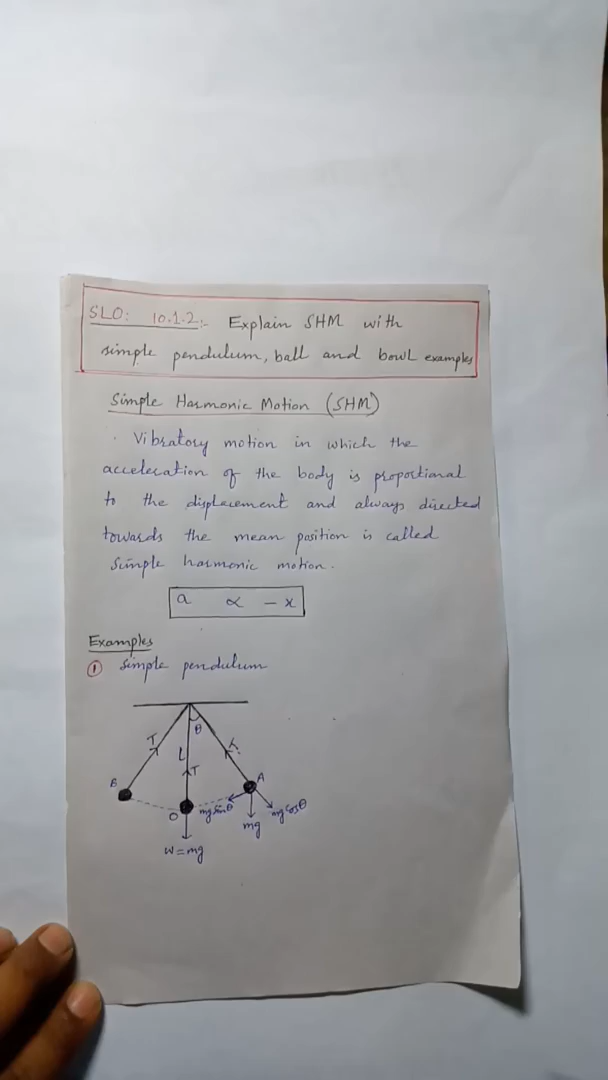 SLO: 10.1.2:- Explain SHM with
simple pendulum, ball and bowl examples
Simple Harmonic Motion (SHM)
Vibratory motion in which the
acceleration of the body is proportional
to the displacement and always directed
towards the mean position is called
simple harmonic motion.
a ∝ - x
Examples
① simple pendulum
θ
T
L
T
T
B
A
O
mg sinθ
mg cosθ
mg
W = mg